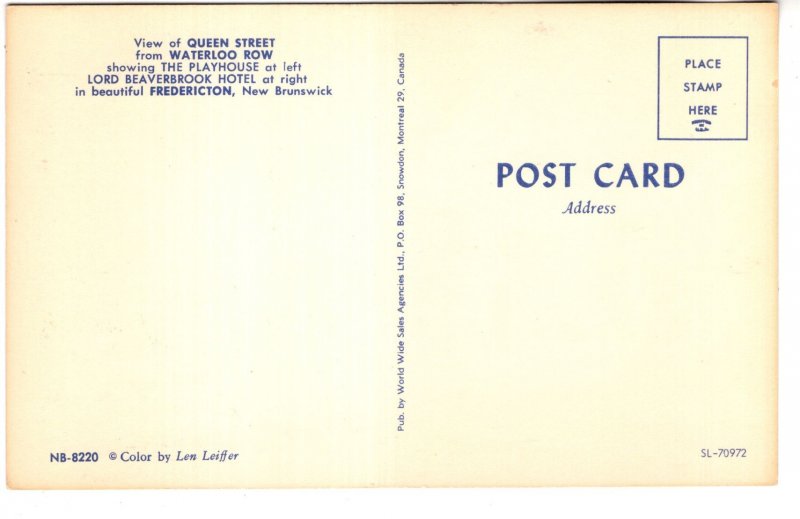 View of QUEEN STREET
from WATERLOO ROW
showing THE PLAYHOUSE at left
LORD BEAVERBROOK HOTEL at right
in beautiful FREDERICTON, New Brunswick
Pub. by World Wide Sales Agencies Ltd., P.O. Box 98, Snowdon, Montreal 29, Canada
PLACE
STAMP
HERE
POST CARD
Address
NB-8220 © Color by Len Leiffer
SL-70972